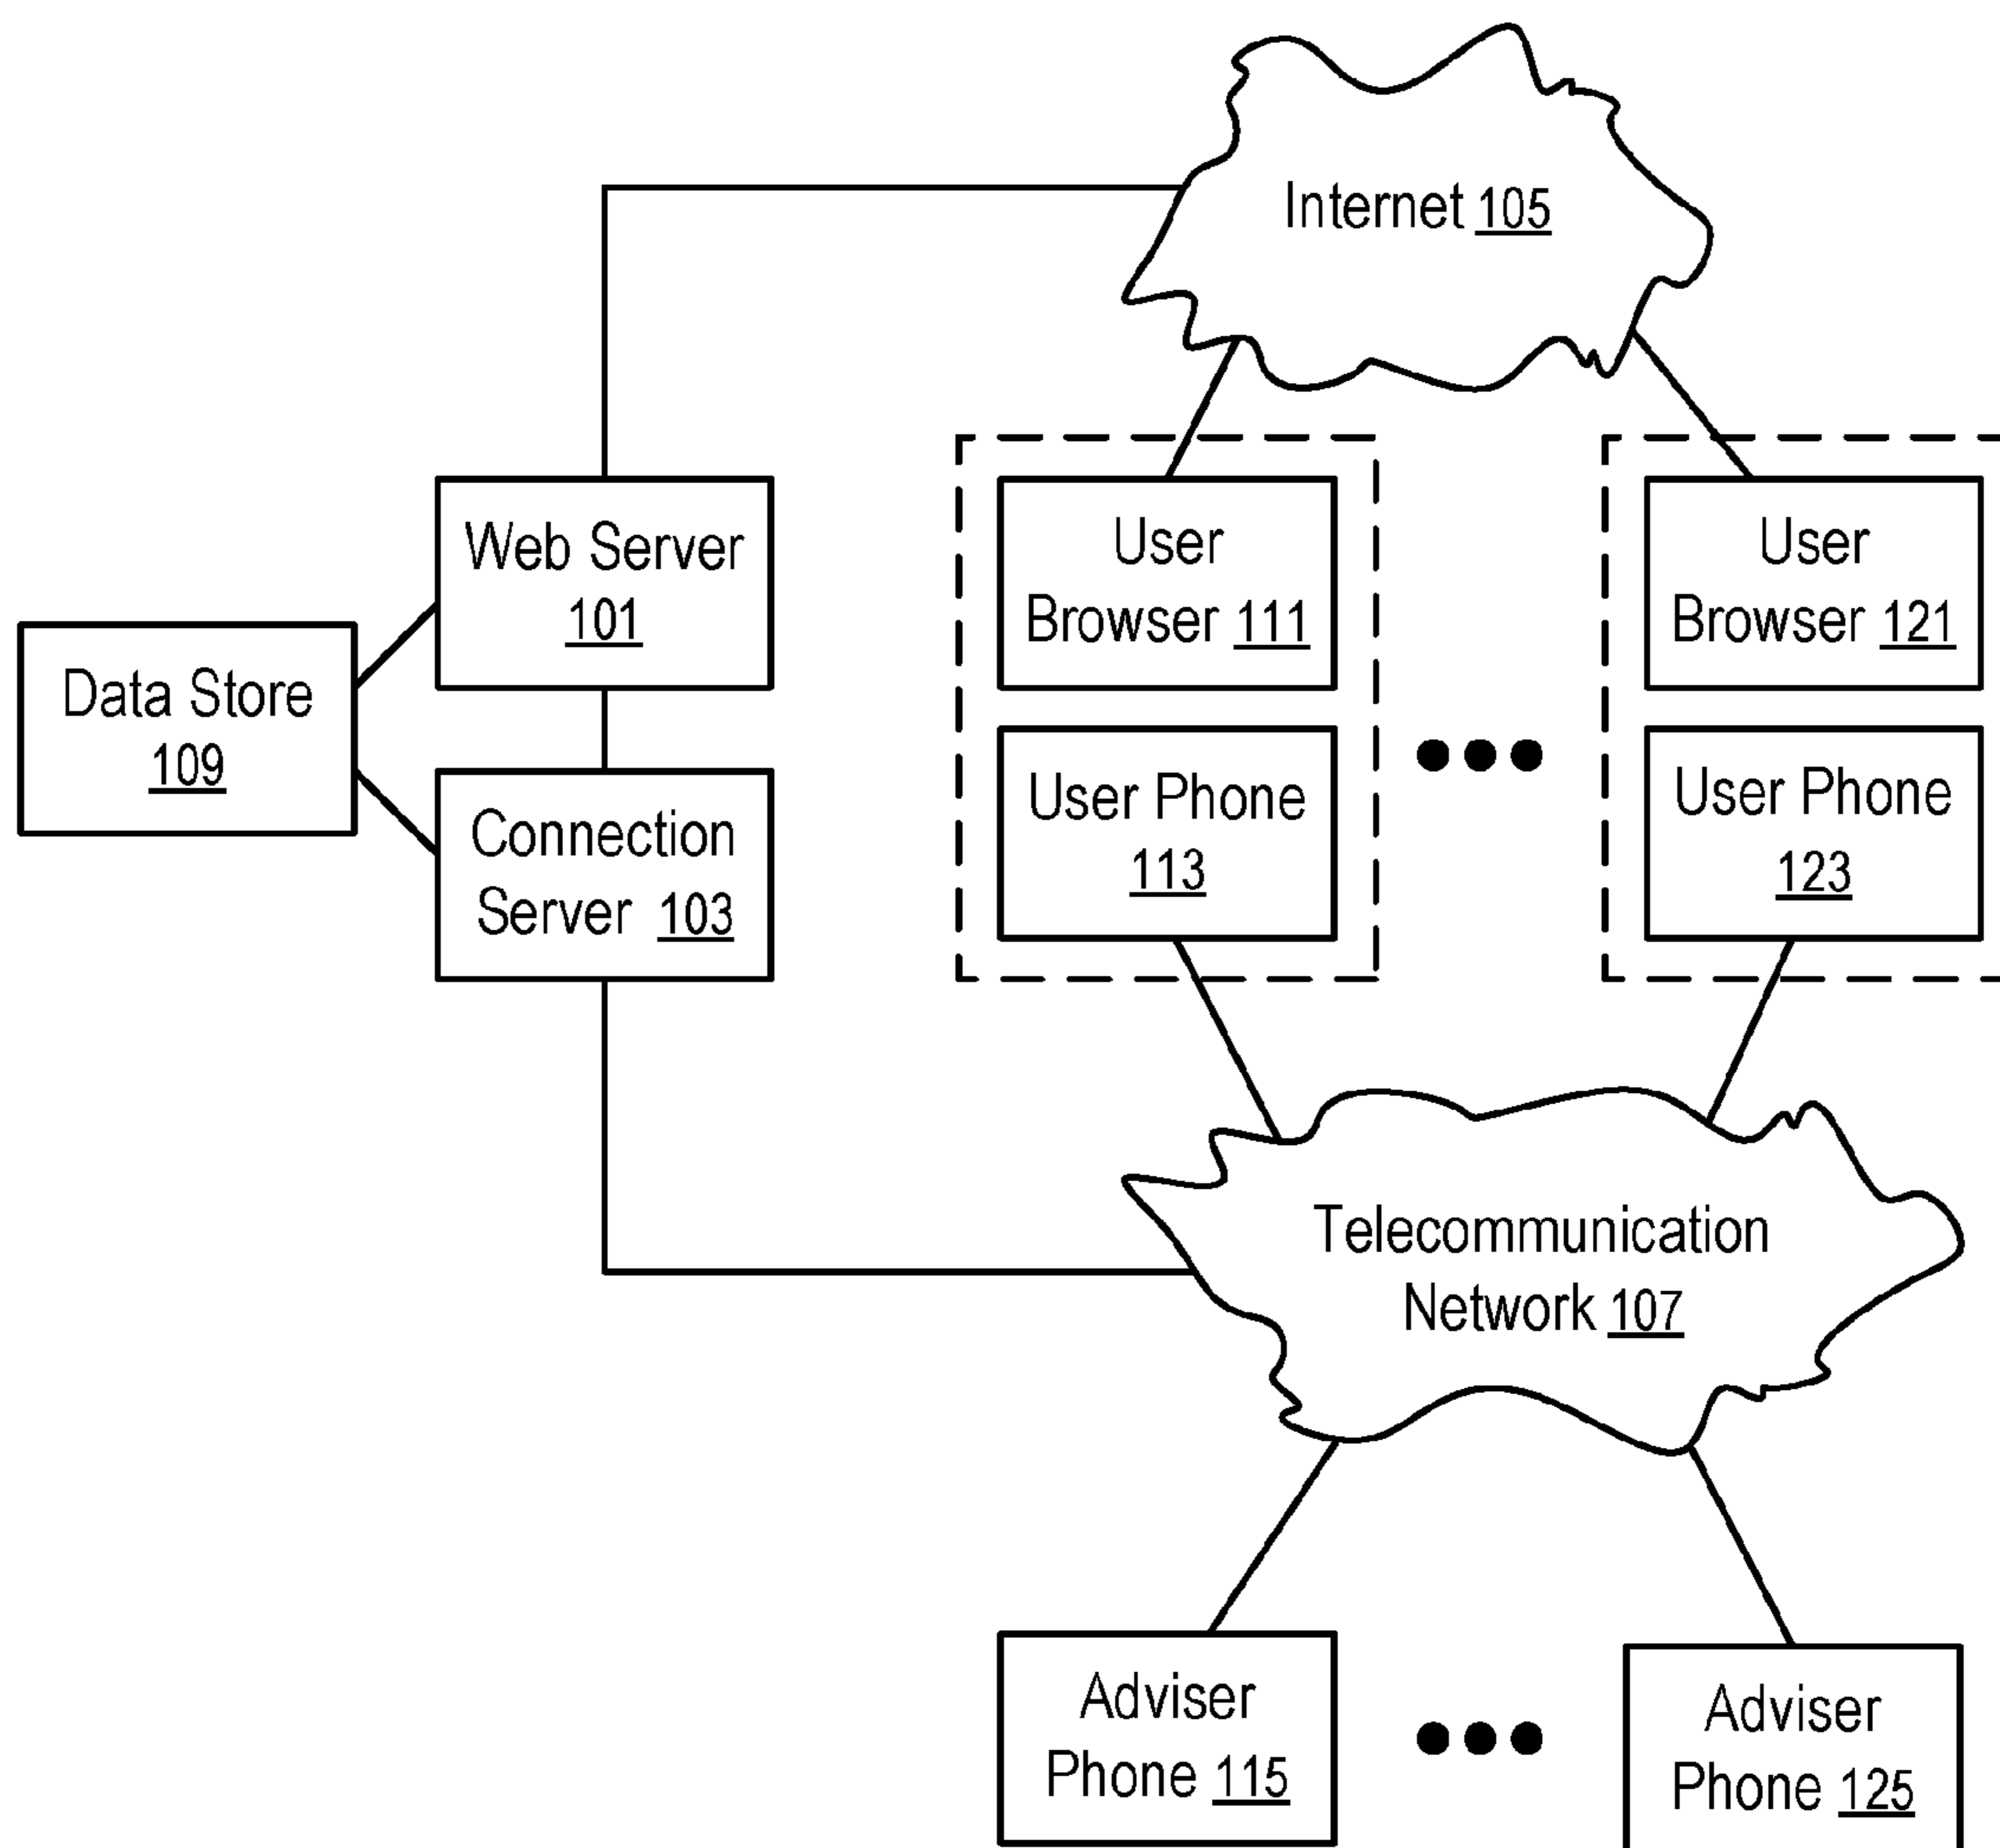 Internet 105
Web Server
101
User
Browser 111
User
Browser 121
Data Store
109
Connection
Server 103
User Phone
113
User Phone
123
Telecommunication
Network 107
Adviser
Phone 115
Adviser
Phone 125